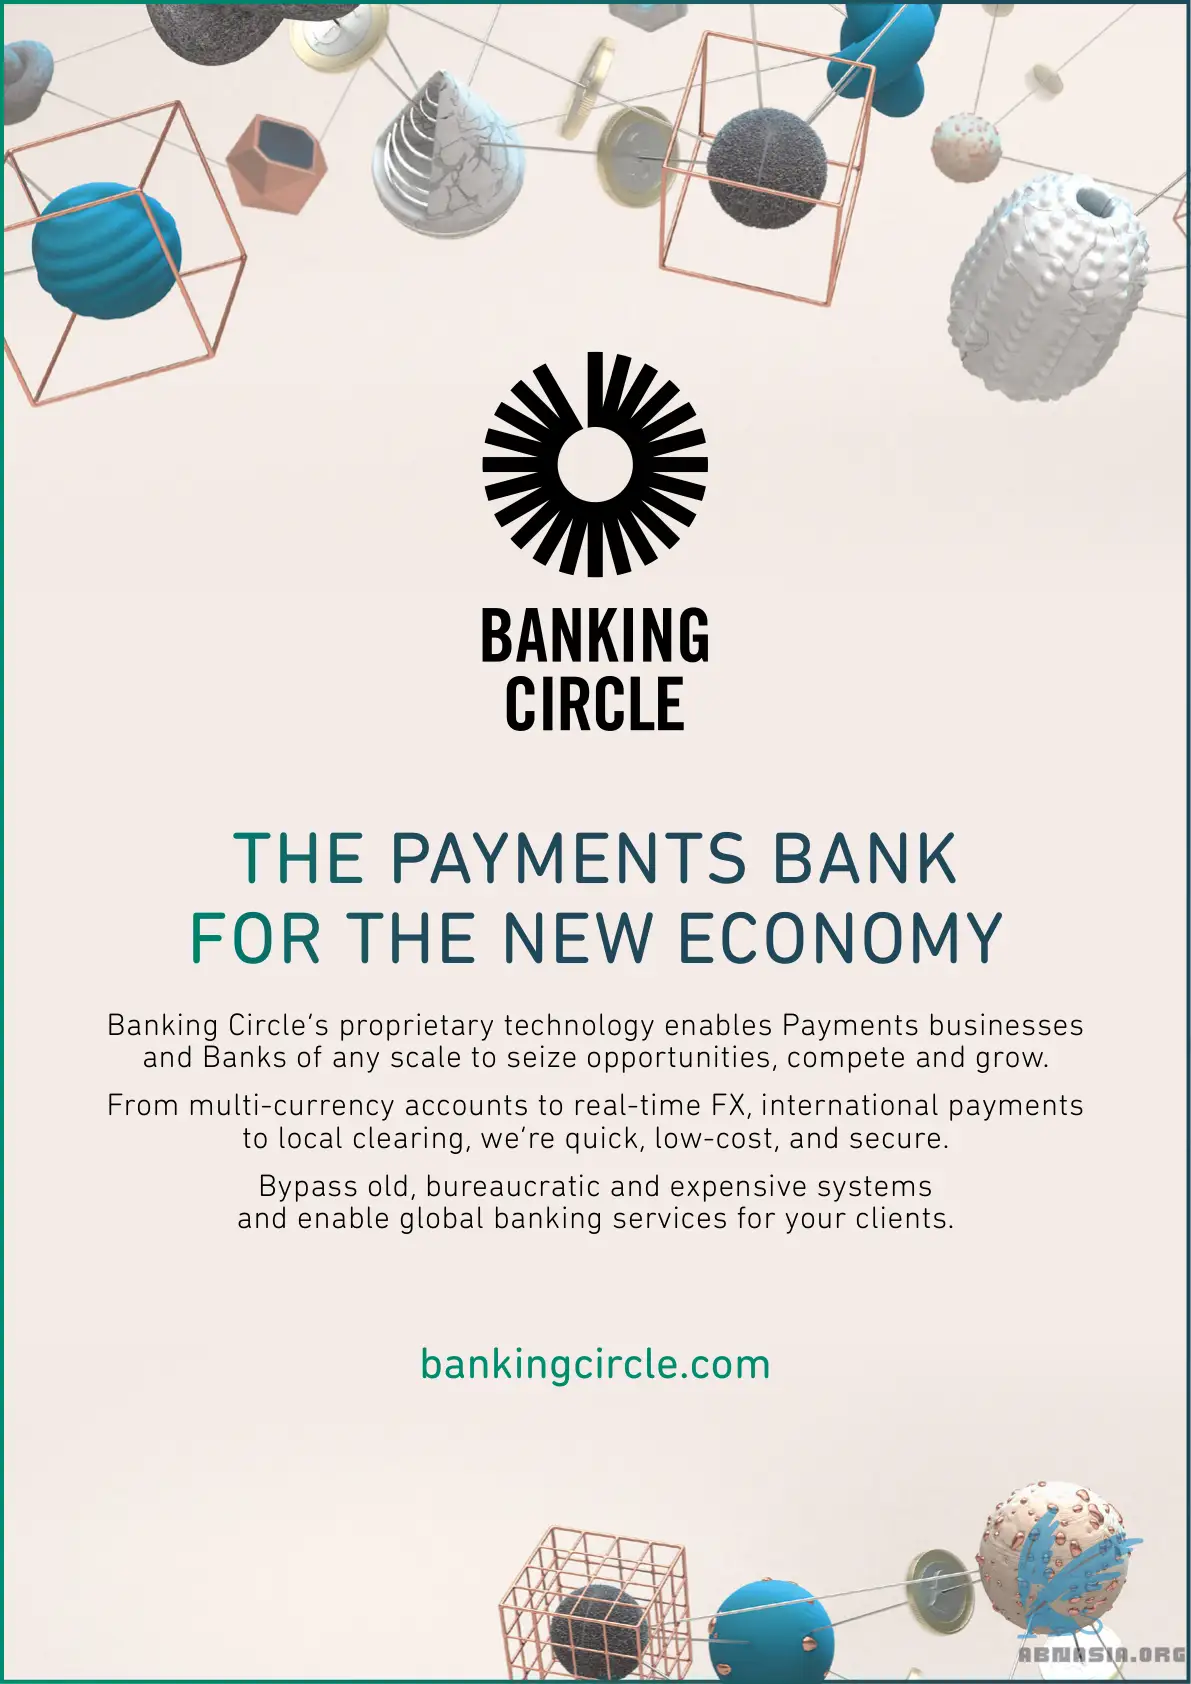 BANKING
CIRCLE
THE PAYMENTS BANK
FOR THE NEW ECONOMY
Banking Circle’s proprietary technology enables Payments businesses
and Banks of any scale to seize opportunities, compete and grow.
From multi-currency accounts to real-time FX, international payments
to local clearing, we’re quick, low-cost, and secure.
Bypass old, bureaucratic and expensive systems
and enable global banking services for your clients.
bankingcircle.com
ABNASIA.ORG